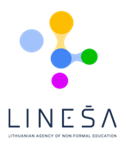 LINEŠA
LITHUANIAN AGENCY OF NON-FORMAL EDUCATION